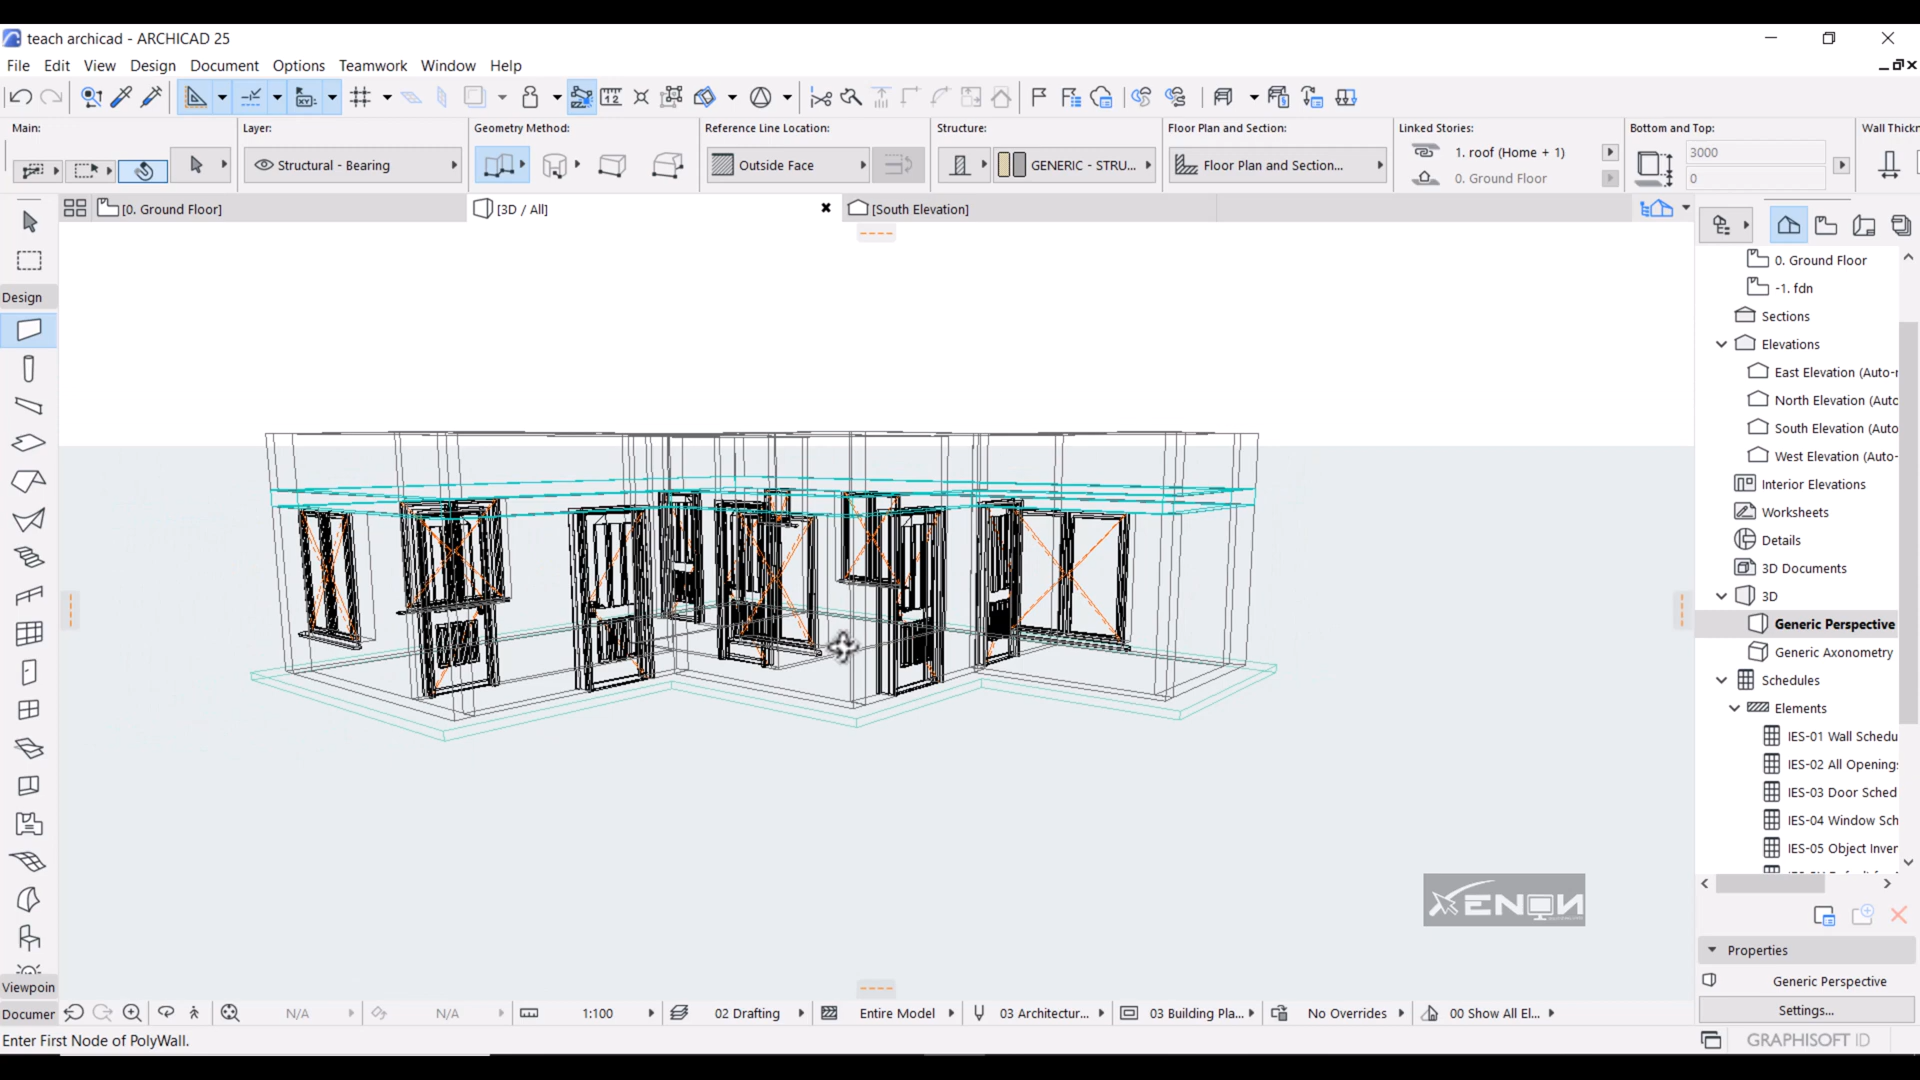 teach archicad - ARCHICAD 25
File Edit View Design Document Options Teamwork Window Help
Main: Layer: Geometry Method: Reference Line Location: Structure: Floor Plan and Section: Linked Stories: Bottom and Top: Wall Thickn
Structural - Bearing Outside Face GENERIC - STRU... Floor Plan and Section... 1. roof (Home + 1) 3000
0. Ground Floor 0
[0. Ground Floor] [3D / All] [South Elevation]
Design
0. Ground Floor
-1. fdn
Sections
Elevations
East Elevation (Auto-r
North Elevation (Autc
South Elevation (Auto
West Elevation (Auto-
Interior Elevations
Worksheets
Details
3D Documents
3D
Generic Perspective
Generic Axonometry
Schedules
Elements
IES-01 Wall Schedu
IES-02 All Opening:
IES-03 Door Sched
IES-04 Window Sch
IES-05 Object Inver
XENON
Properties
Viewpoin
Generic Perspective
Documer N/A N/A 1:100 02 Drafting Entire Model 03 Architectur... 03 Building Pla... No Overrides 00 Show All El...
Settings...
Enter First Node of PolyWall.
GRAPHISOFT ID